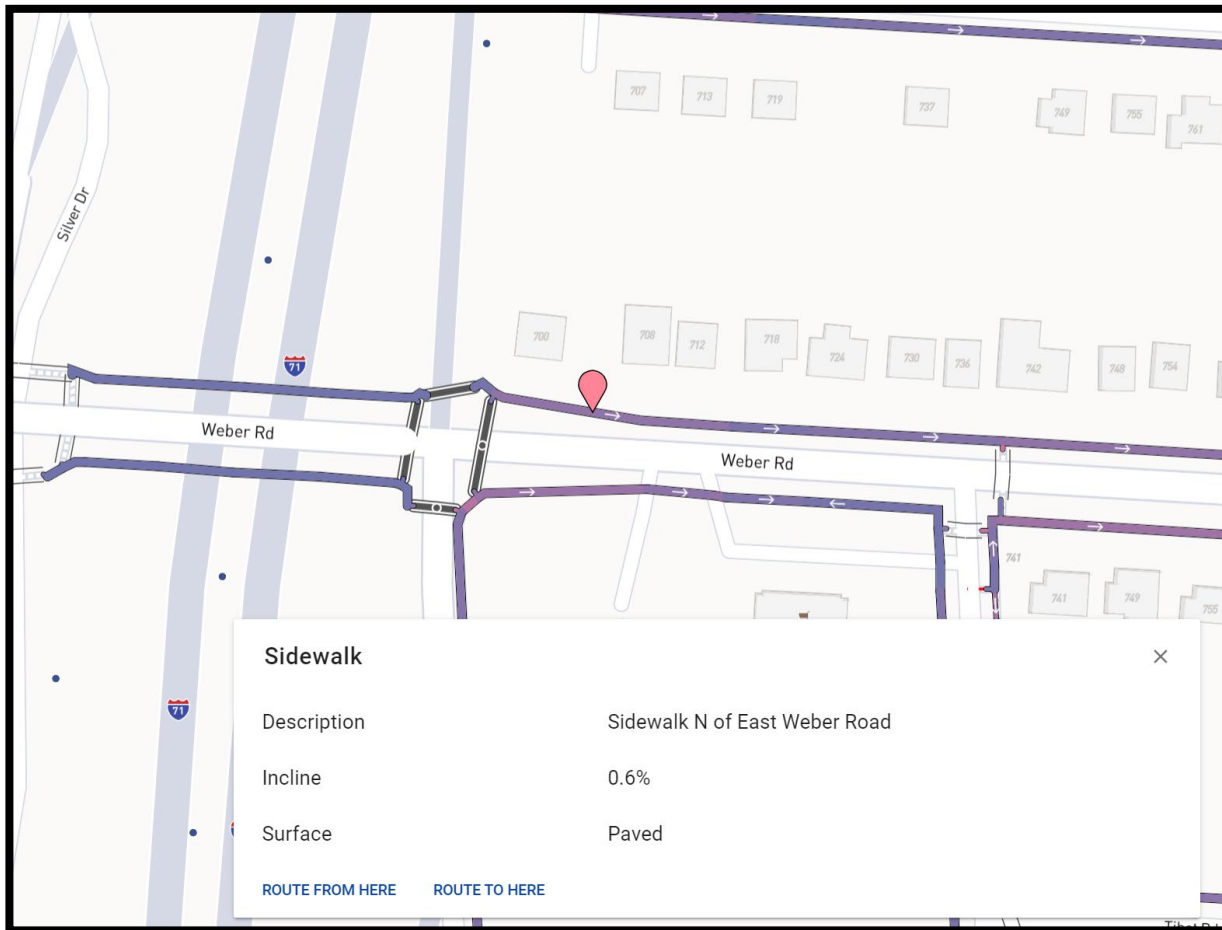 707
713
719
737
749
755
761
Silver Dr
71
700
708
712
718
724
730
736
742
748
754
Weber Rd
Weber Rd
741
741
749
755
71
Sidewalk
Description Sidewalk N of East Weber Road
Incline 0.6%
Surface Paved
ROUTE FROM HERE ROUTE TO HERE